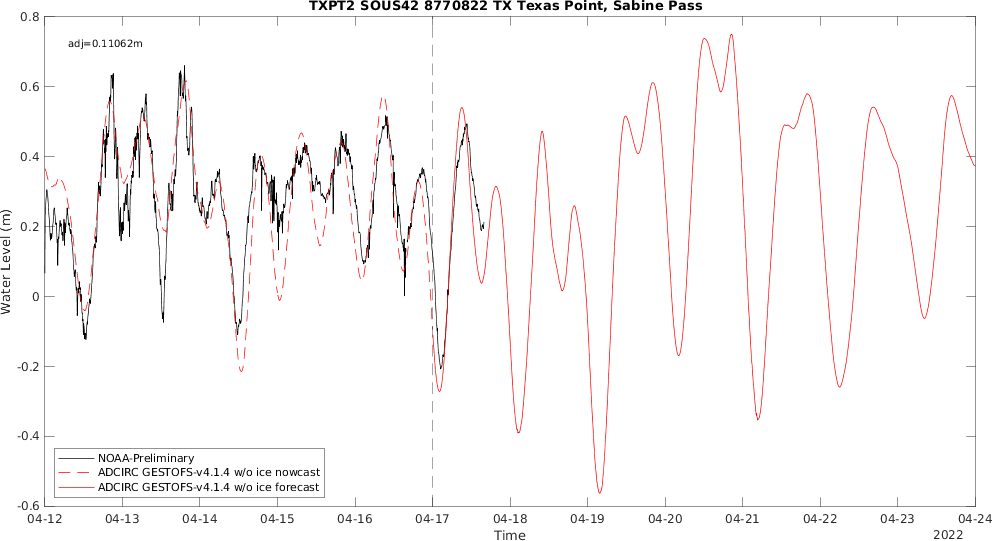 TXPT2 SOUS42 8770822 TX Texas Point, Sabine Pass
adj=0.11062m
0.8
0.6
0.4
0.2
0
-0.2
-0.4
-0.6
Water Level (m)
NOAA-Preliminary
ADCIRC GESTOFS-v4.1.4 w/o ice nowcast
ADCIRC GESTOFS-v4.1.4 w/o ice forecast
04-12 04-13 04-14 04-15 04-16 04-17 04-18 04-19 04-20 04-21 04-22 04-23 04-24
Time
2022